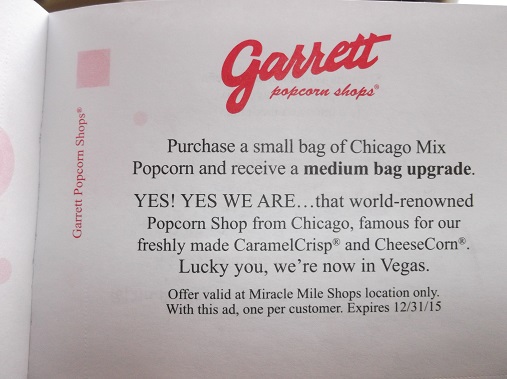 Garrett
popcorn shops®
Garrett Popcorn Shops®
Purchase a small bag of Chicago Mix
Popcorn and receive a medium bag upgrade.
YES! YES WE ARE…that world-renowned
Popcorn Shop from Chicago, famous for our
freshly made CaramelCrisp® and CheeseCorn®.
Lucky you, we’re now in Vegas.
Offer valid at Miracle Mile Shops location only.
With this ad, one per customer. Expires 12/31/15